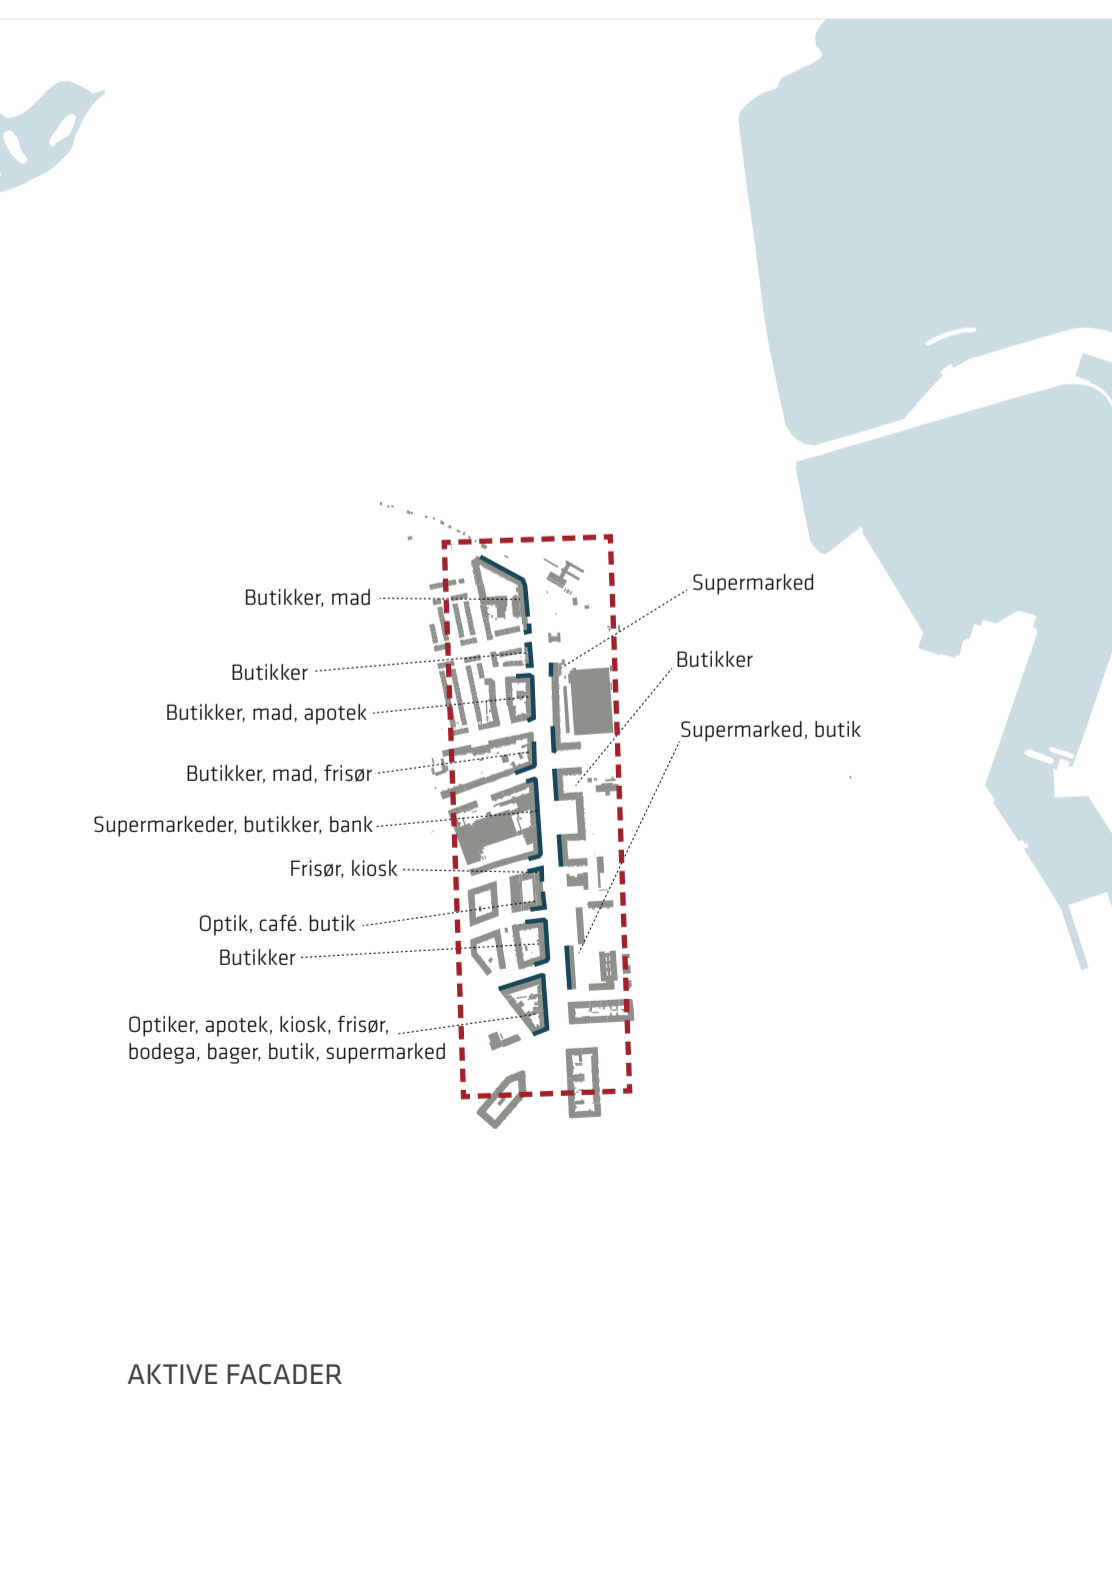 Butikker, mad
Supermarked
Butikker
Butikker
Butikker, mad, apotek
Supermarked, butik
Butikker, mad, frisør
Supermarkeder, butikker, bank
Frisør, kiosk
Optik, café. butik
Butikker
Optiker, apotek, kiosk, frisør,
bodega, bager, butik, supermarked
AKTIVE FACADER